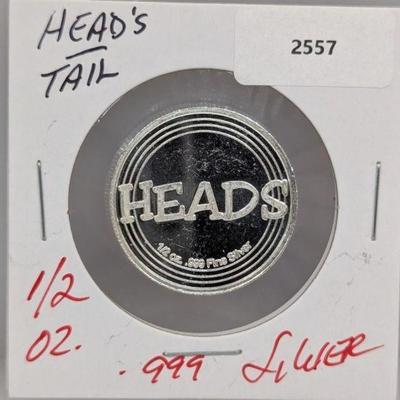 HEAD'S
TAIL
2557
HEADS
1/2 oz. .999 Fine Silver
1/2
OZ.
.999 SILVER